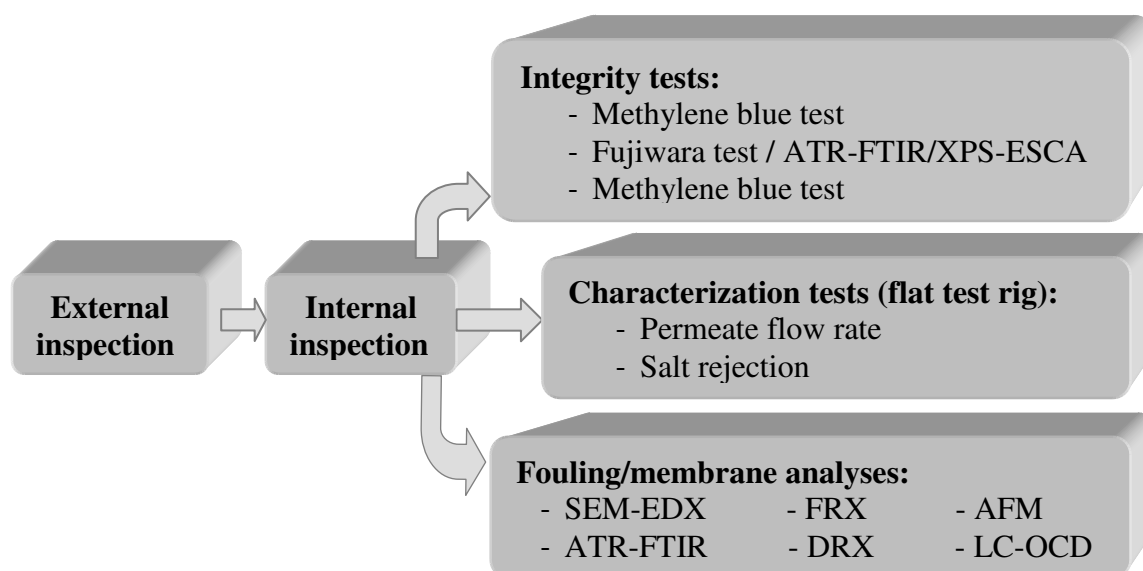 External
inspection
Internal
inspection
Integrity tests:
- Methylene blue test
- Fujiwara test / ATR-FTIR/XPS-ESCA
- Methylene blue test
Characterization tests (flat test rig):
- Permeate flow rate
- Salt rejection
Fouling/membrane analyses:
- SEM-EDX - FRX - AFM
- ATR-FTIR - DRX - LC-OCD